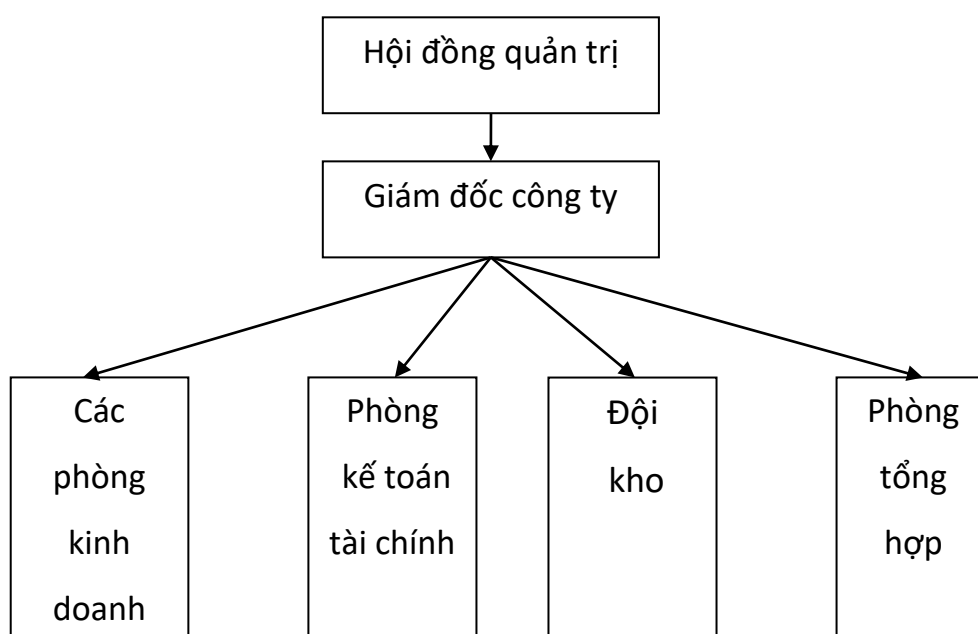 Hội đồng quản trị
Giám đốc công ty
Các
phòng
kinh
doanh
Phòng
kế toán
tài chính
Đội
kho
Phòng
tổng
hợp